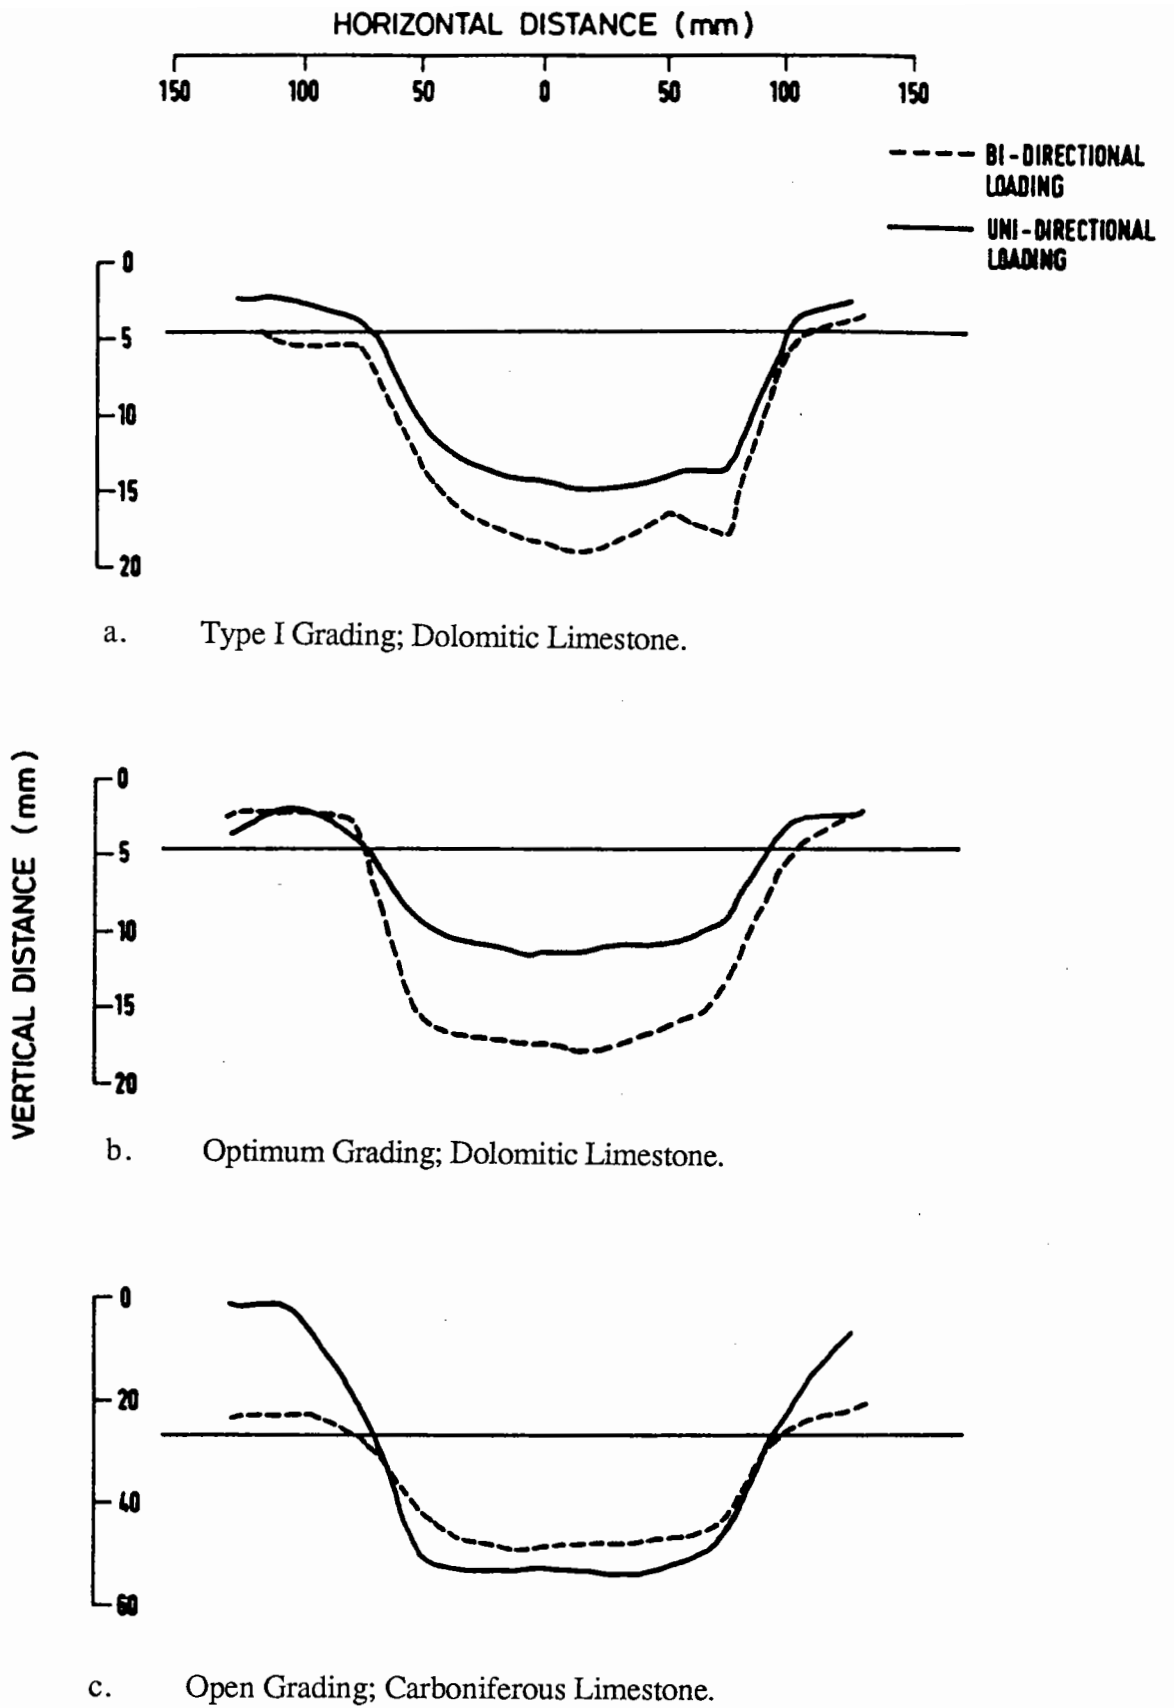 HORIZONTAL DISTANCE (mm)
150 100 50 0 50 100 150
BI-DIRECTIONAL
LOADING
UNI-DIRECTIONAL
LOADING
0
5
10
15
20
a. Type I Grading; Dolomitic Limestone.
VERTICAL DISTANCE (mm)
0
5
10
15
20
b. Optimum Grading; Dolomitic Limestone.
0
20
40
60
c. Open Grading; Carboniferous Limestone.